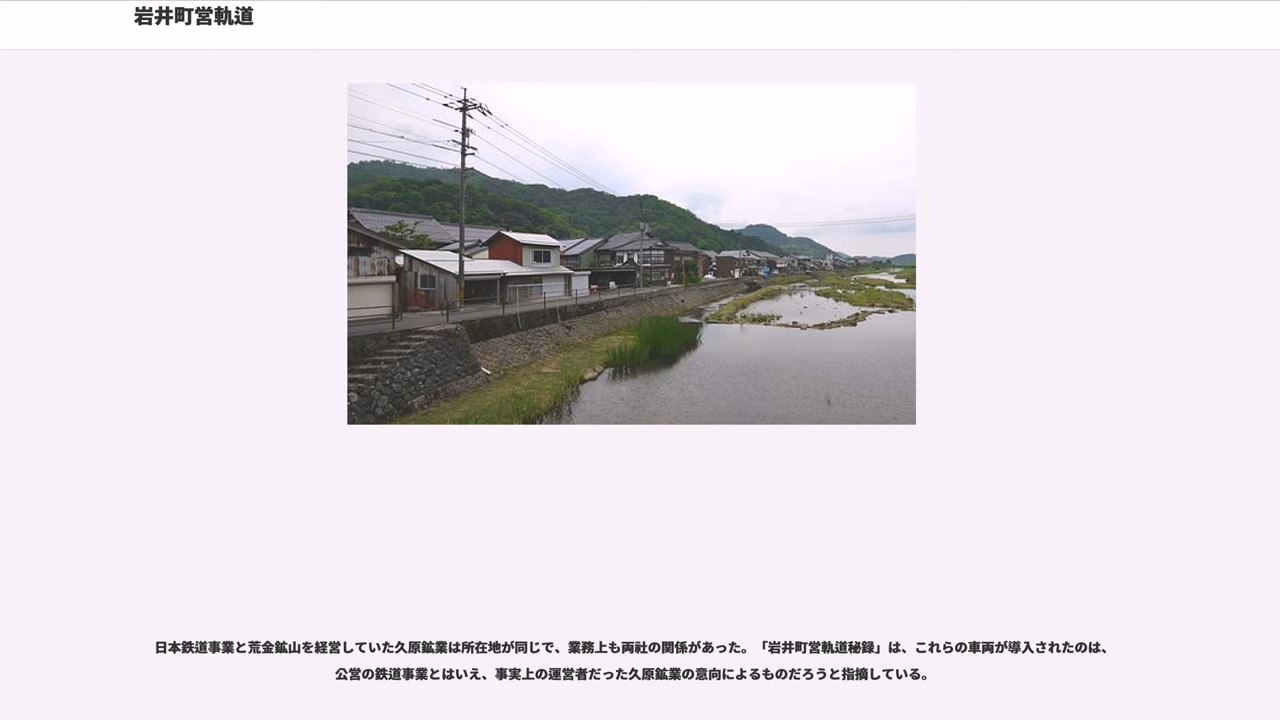 岩井町営軌道
日本鉄道事業と荒金鉱山を経営していた久原鉱業は所在地が同じで、業務上も両社の関係があった。「岩井町営軌道秘録」は、これらの車両が導入されたのは、
公営の鉄道事業とはいえ、事実上の運営者だった久原鉱業の意向によるものだろうと指摘している。